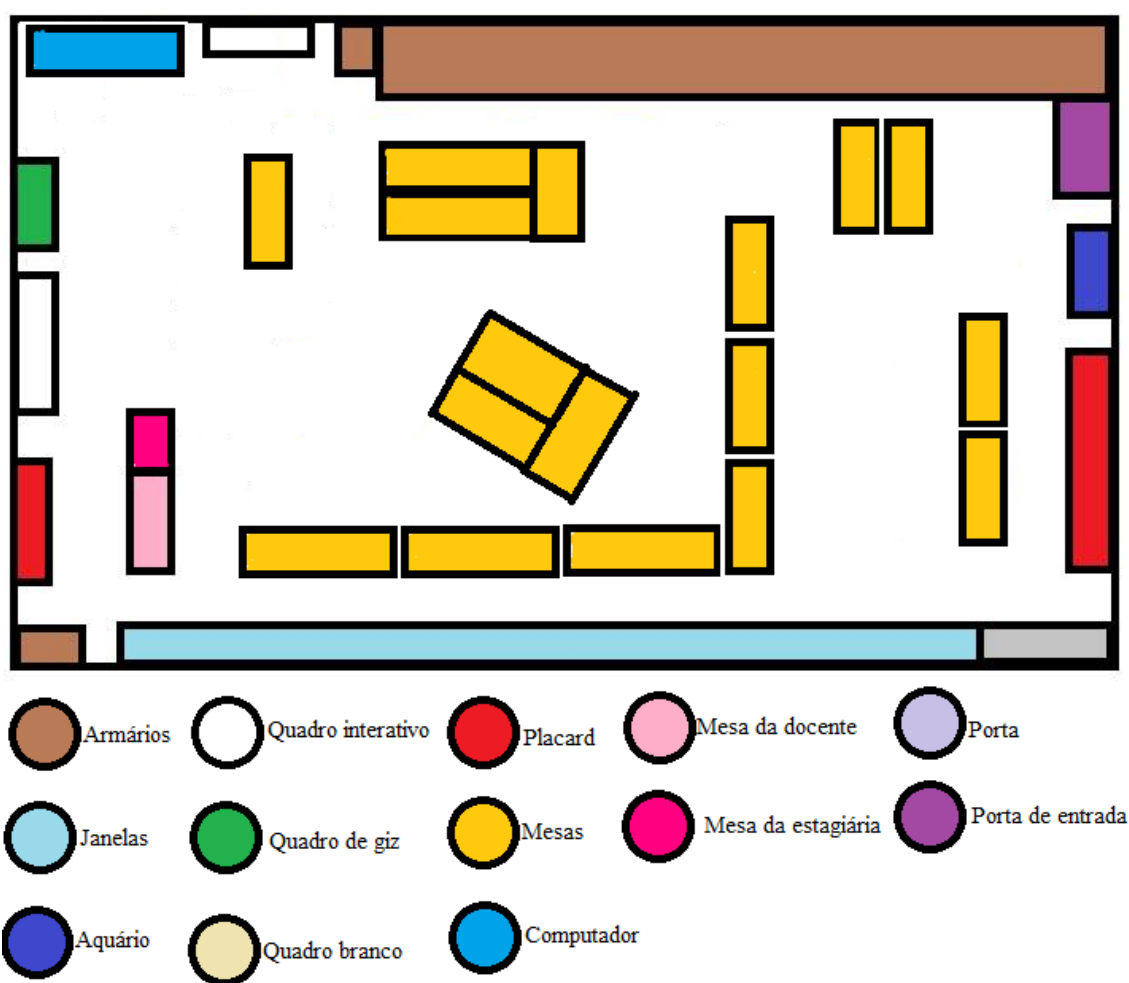 Armários
Quadro interativo
Placard
Mesa da docente
Porta
Janelas
Quadro de giz
Mesas
Mesa da estagiária
Porta de entrada
Aquário
Quadro branco
Computador